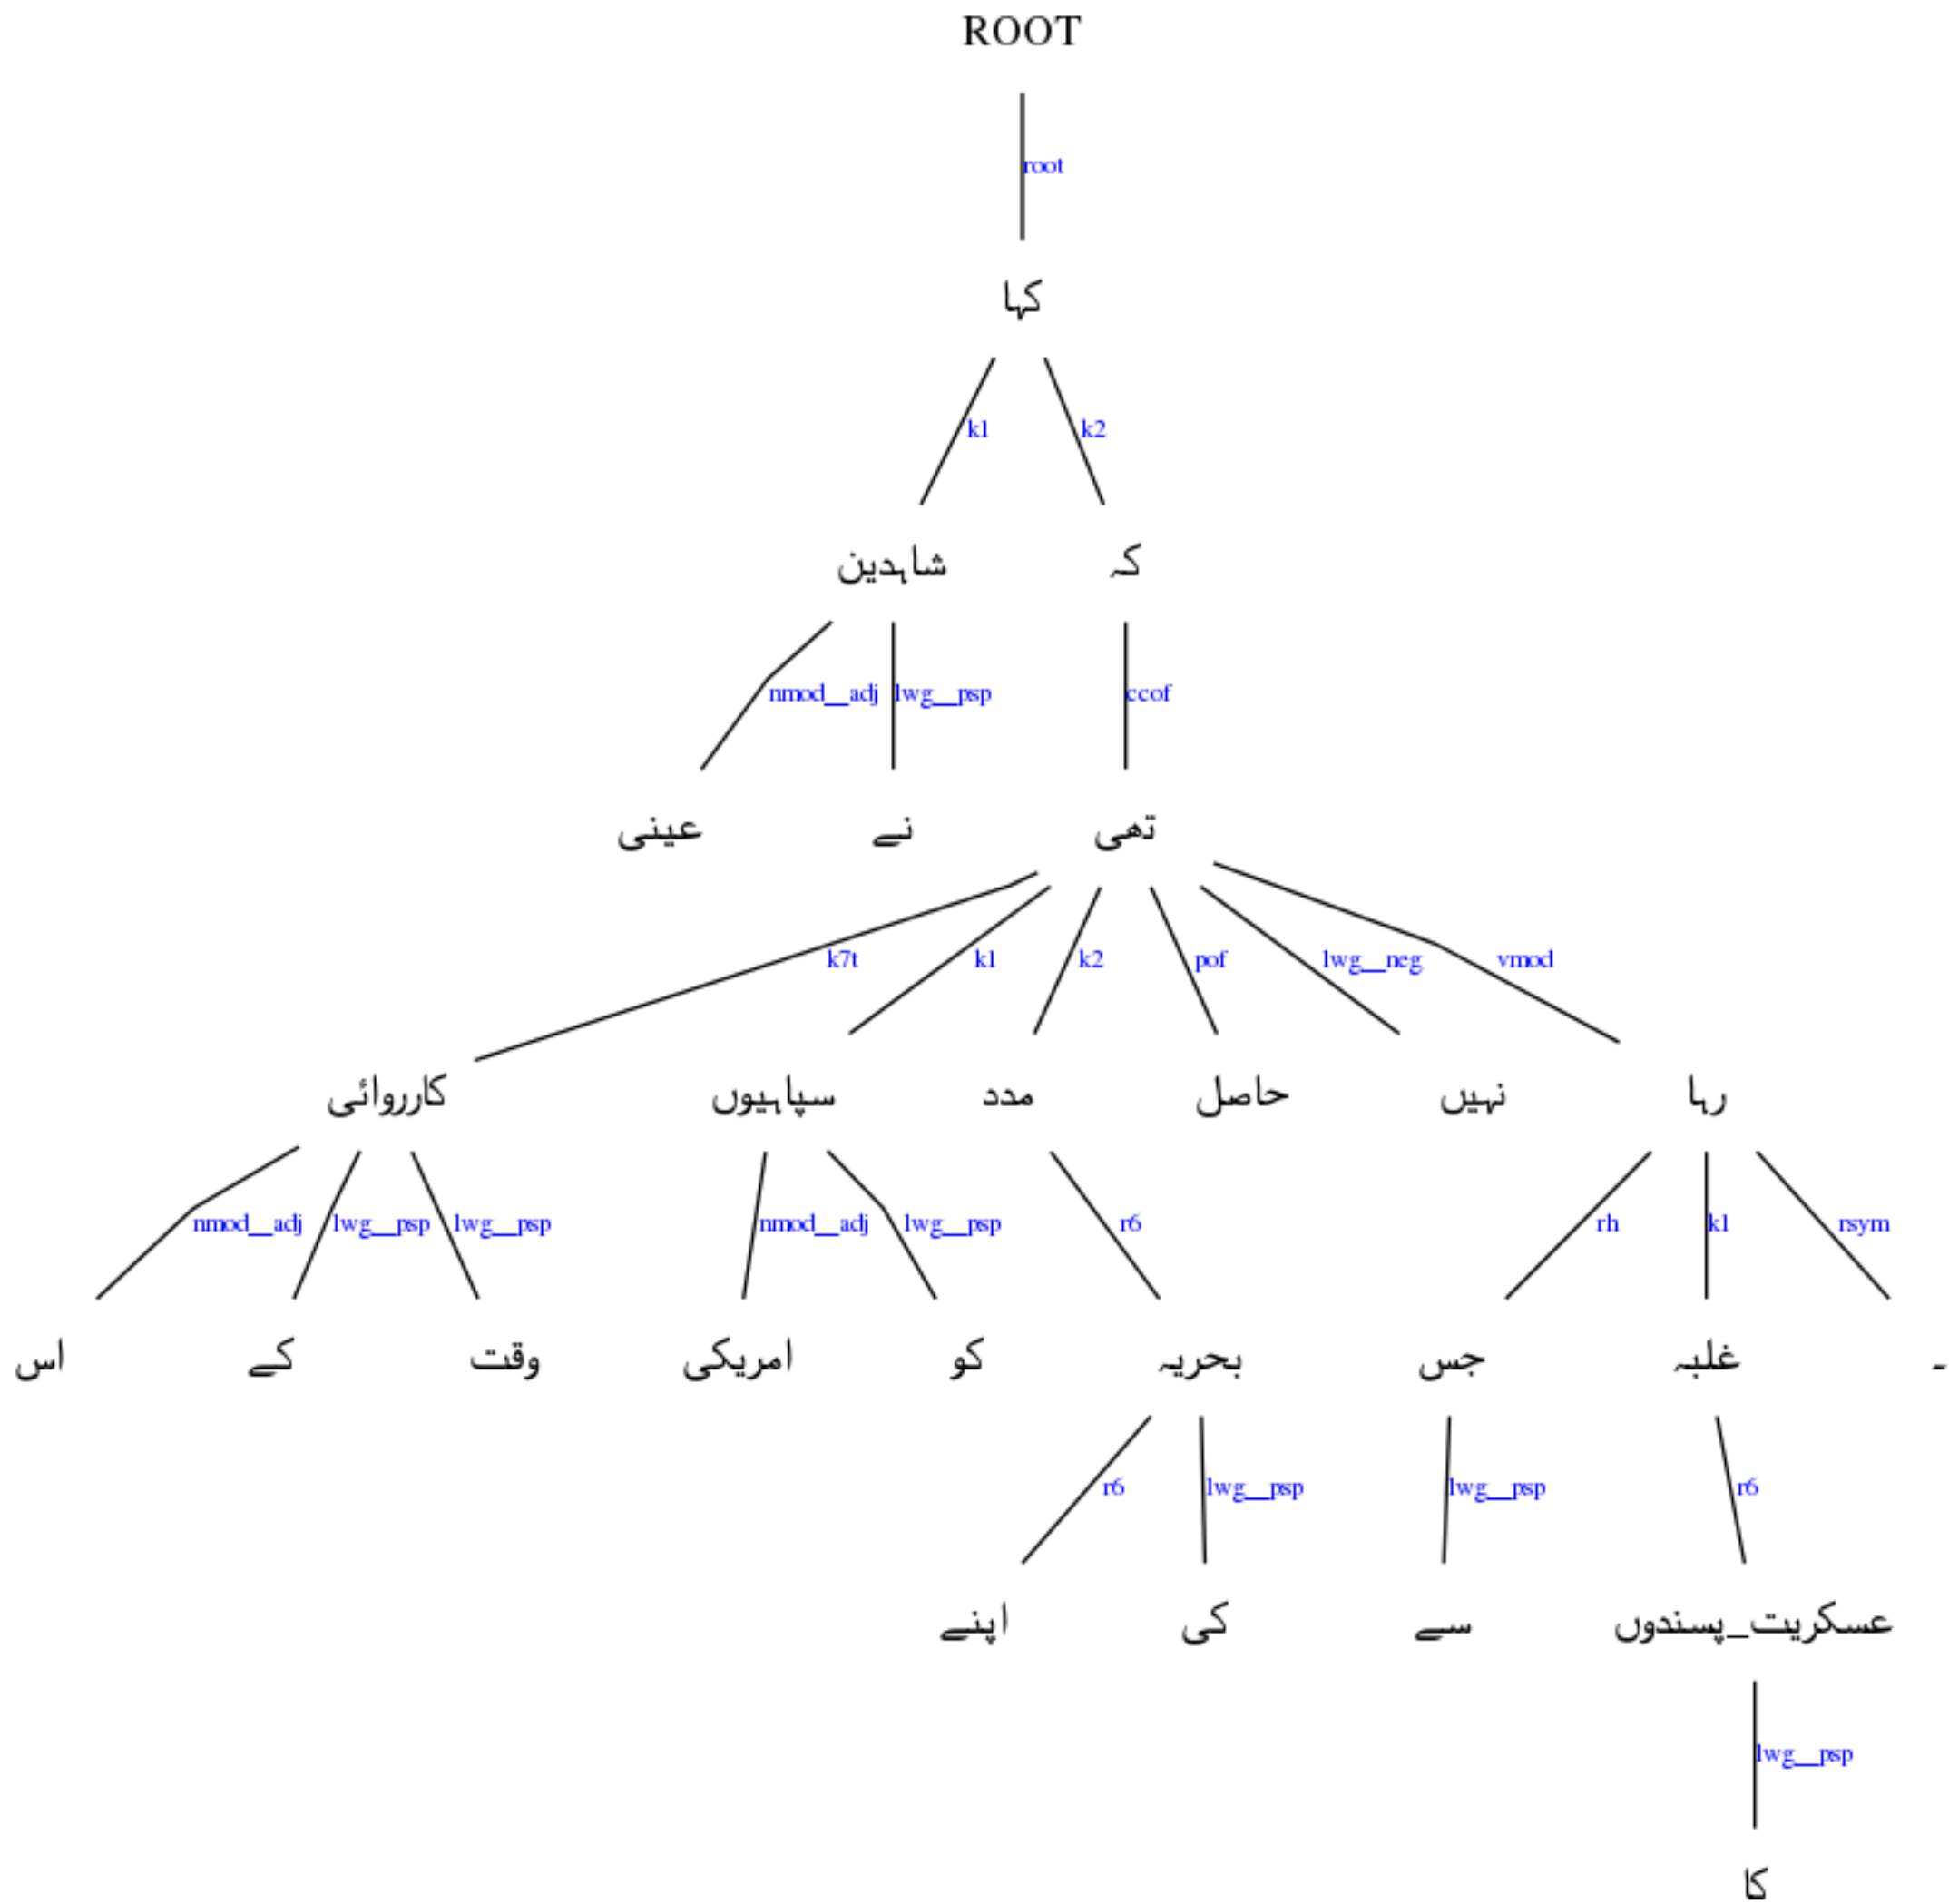 ROOT
root
کہا
k1 k2
شاہدین کہ
nmod__adj lwg__psp ccof
عینی نے تھی
k7t k1 k2 pof lwg__neg vmod
کارروائی سپاہیوں مدد حاصل نہیں رہا
nmod__adj lwg__psp lwg__psp nmod__adj lwg__psp r6 rh k1 rsym
اس کے وقت امریکی کو بحریہ جس غلبہ ۔
r6 lwg__psp lwg__psp r6
اپنے کی سے عسکریت_پسندوں
lwg__psp
کا